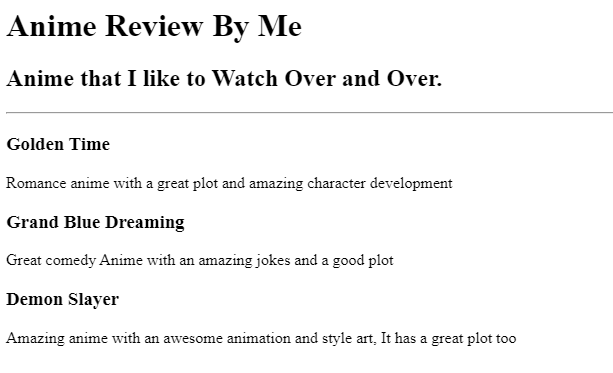 Anime Review By Me
Anime that I like to Watch Over and Over.
Golden Time
Romance anime with a great plot and amazing character development
Grand Blue Dreaming
Great comedy Anime with an amazing jokes and a good plot
Demon Slayer
Amazing anime with an awesome animation and style art, It has a great plot too